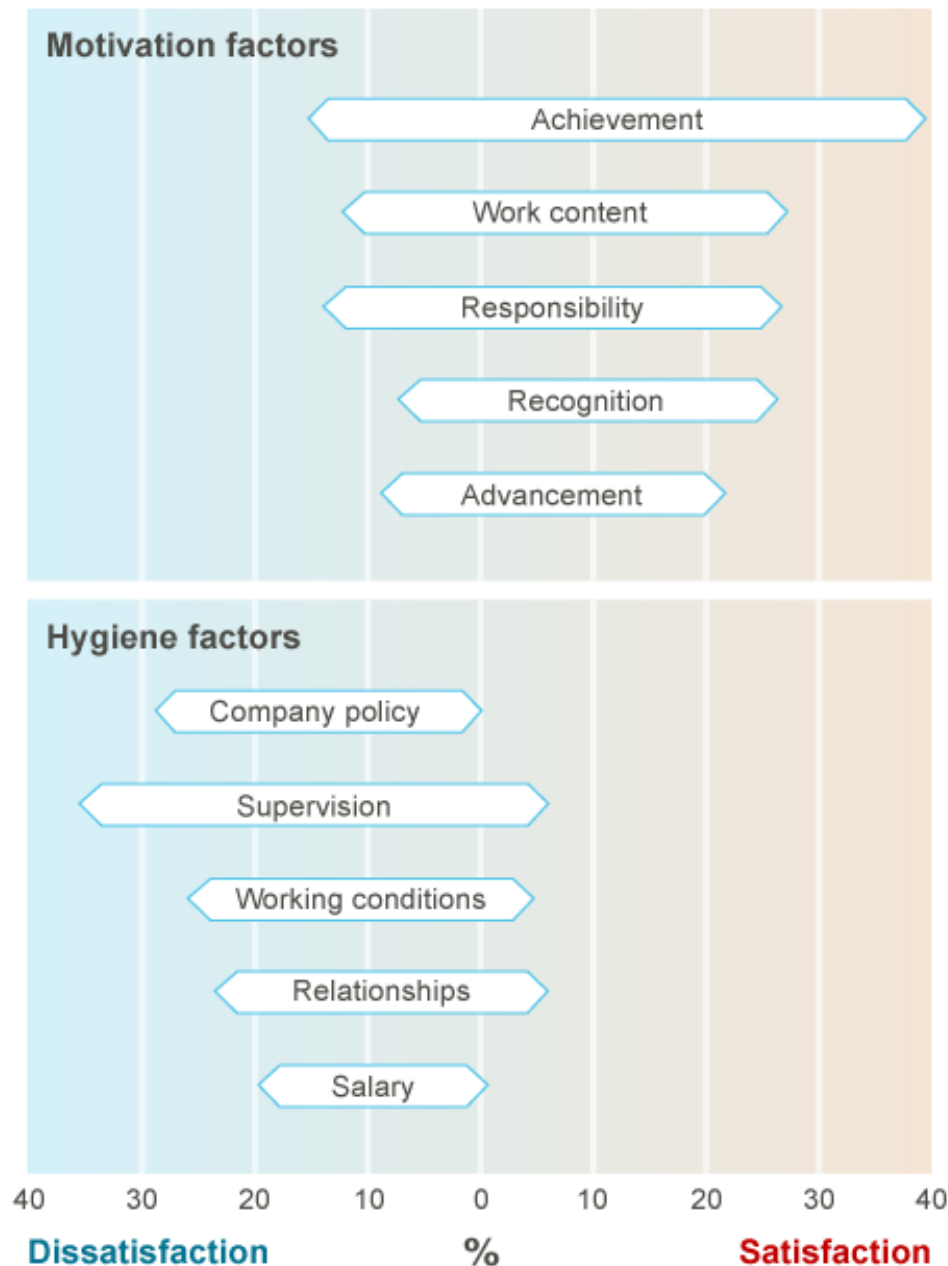 Motivation factors
Achievement
Work content
Responsibility
Recognition
Advancement
Hygiene factors
Company policy
Supervision
Working conditions
Relationships
Salary
40 30 20 10 0 10 20 30 40
Dissatisfaction % Satisfaction